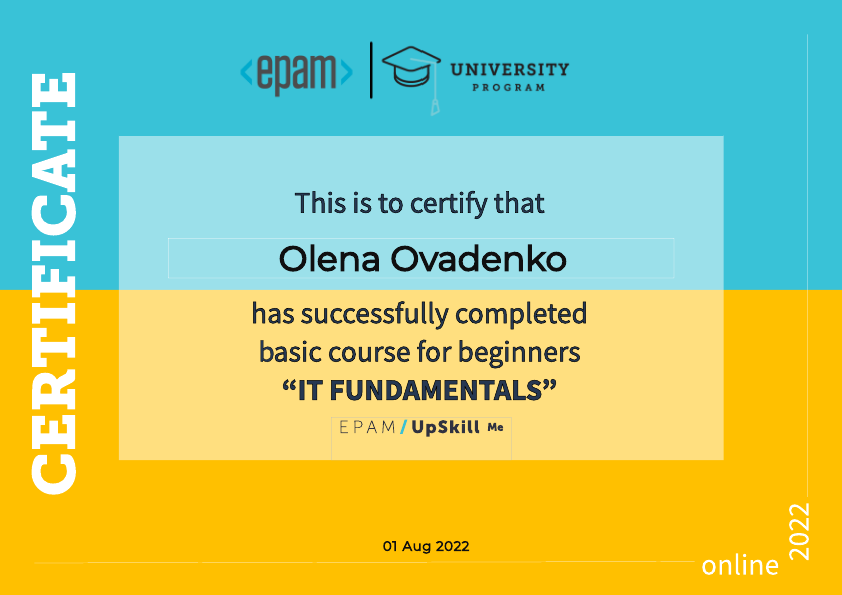 <epam> | UNIVERSITY
PROGRAM
CERTIFICATE
This is to certify that
Olena Ovadenko
has successfully completed
basic course for beginners
“IT FUNDAMENTALS”
EPAM/UpSkill Me
01 Aug 2022
online
2022